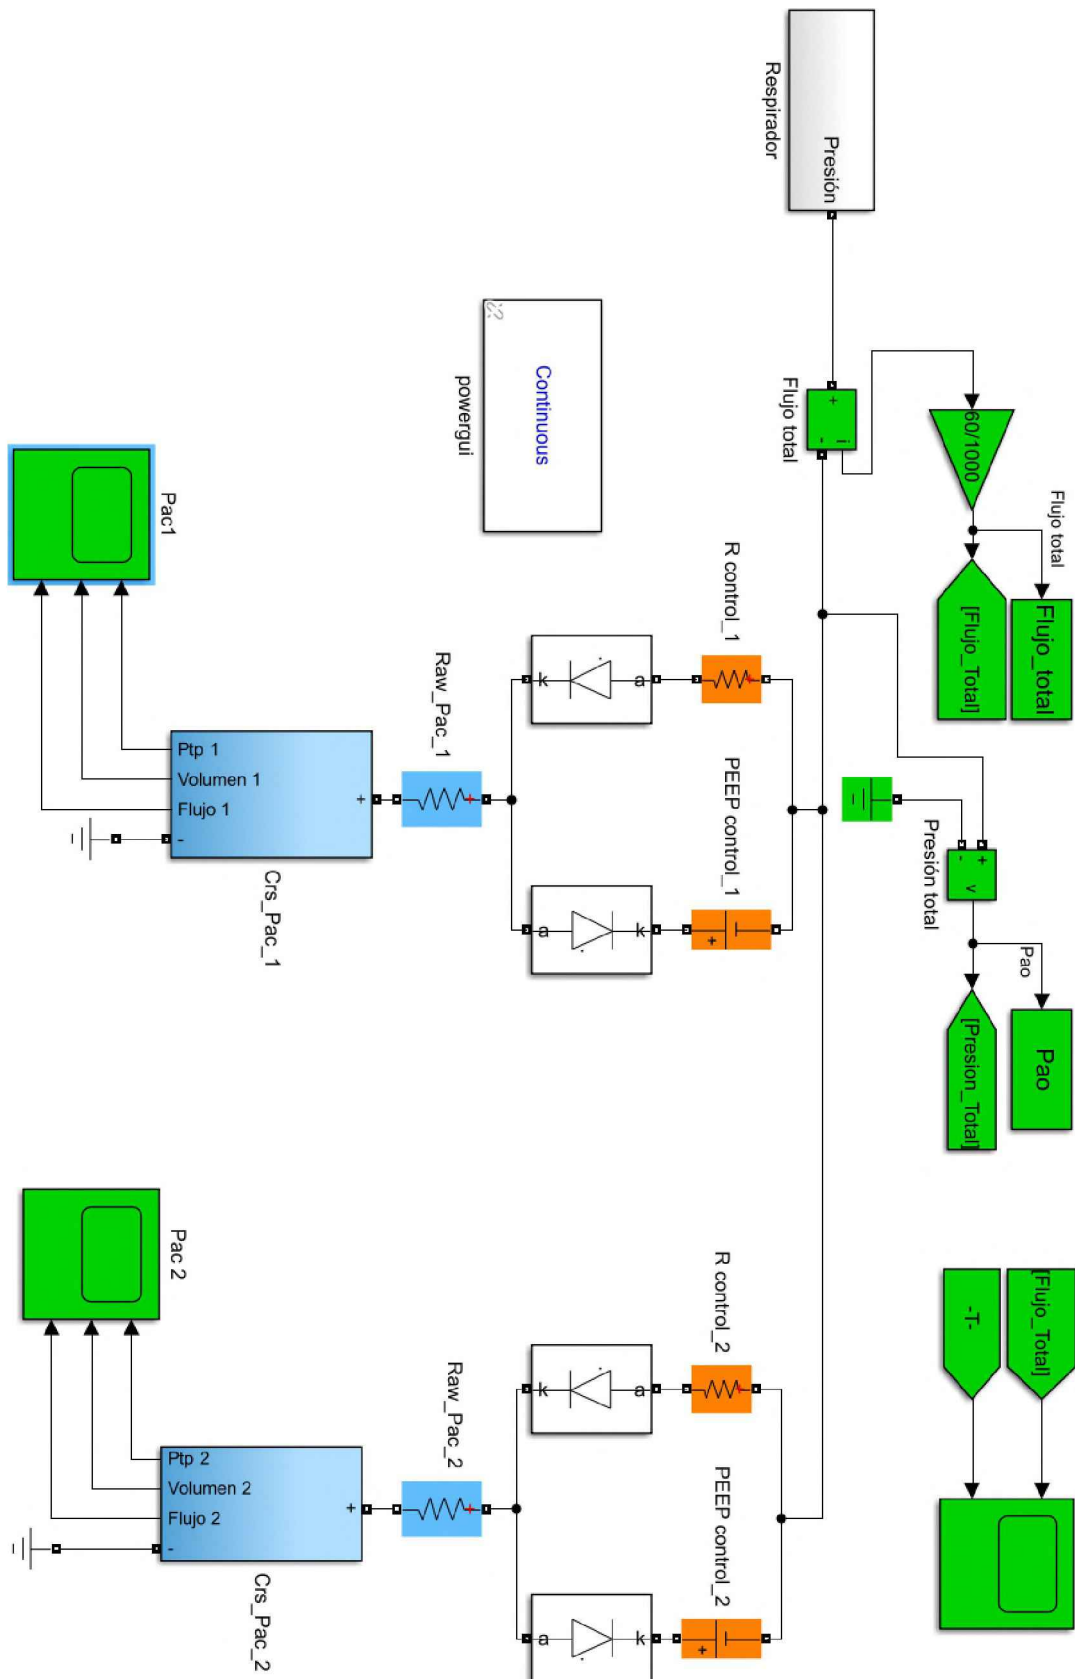 Respirador
Presión
+
-
i
Flujo total
60/1000
Flujo total
Flujo_total
[Flujo_Total]
+
-
v
Presión total
Pao
Pao
[Presion_Total]
[Flujo_Total]
-T-
Continuous
powergui
R control_1
PEEP control_1
+
a
k
k
a
+
Raw_Pac_1
+
Ptp 1
Volumen 1
Flujo 1
-
Crs_Pac_1
Pac1
R control_2
PEEP control_2
+
a
k
k
a
+
Raw_Pac_2
+
Ptp 2
Volumen 2
Flujo 2
-
Crs_Pac_2
Pac 2